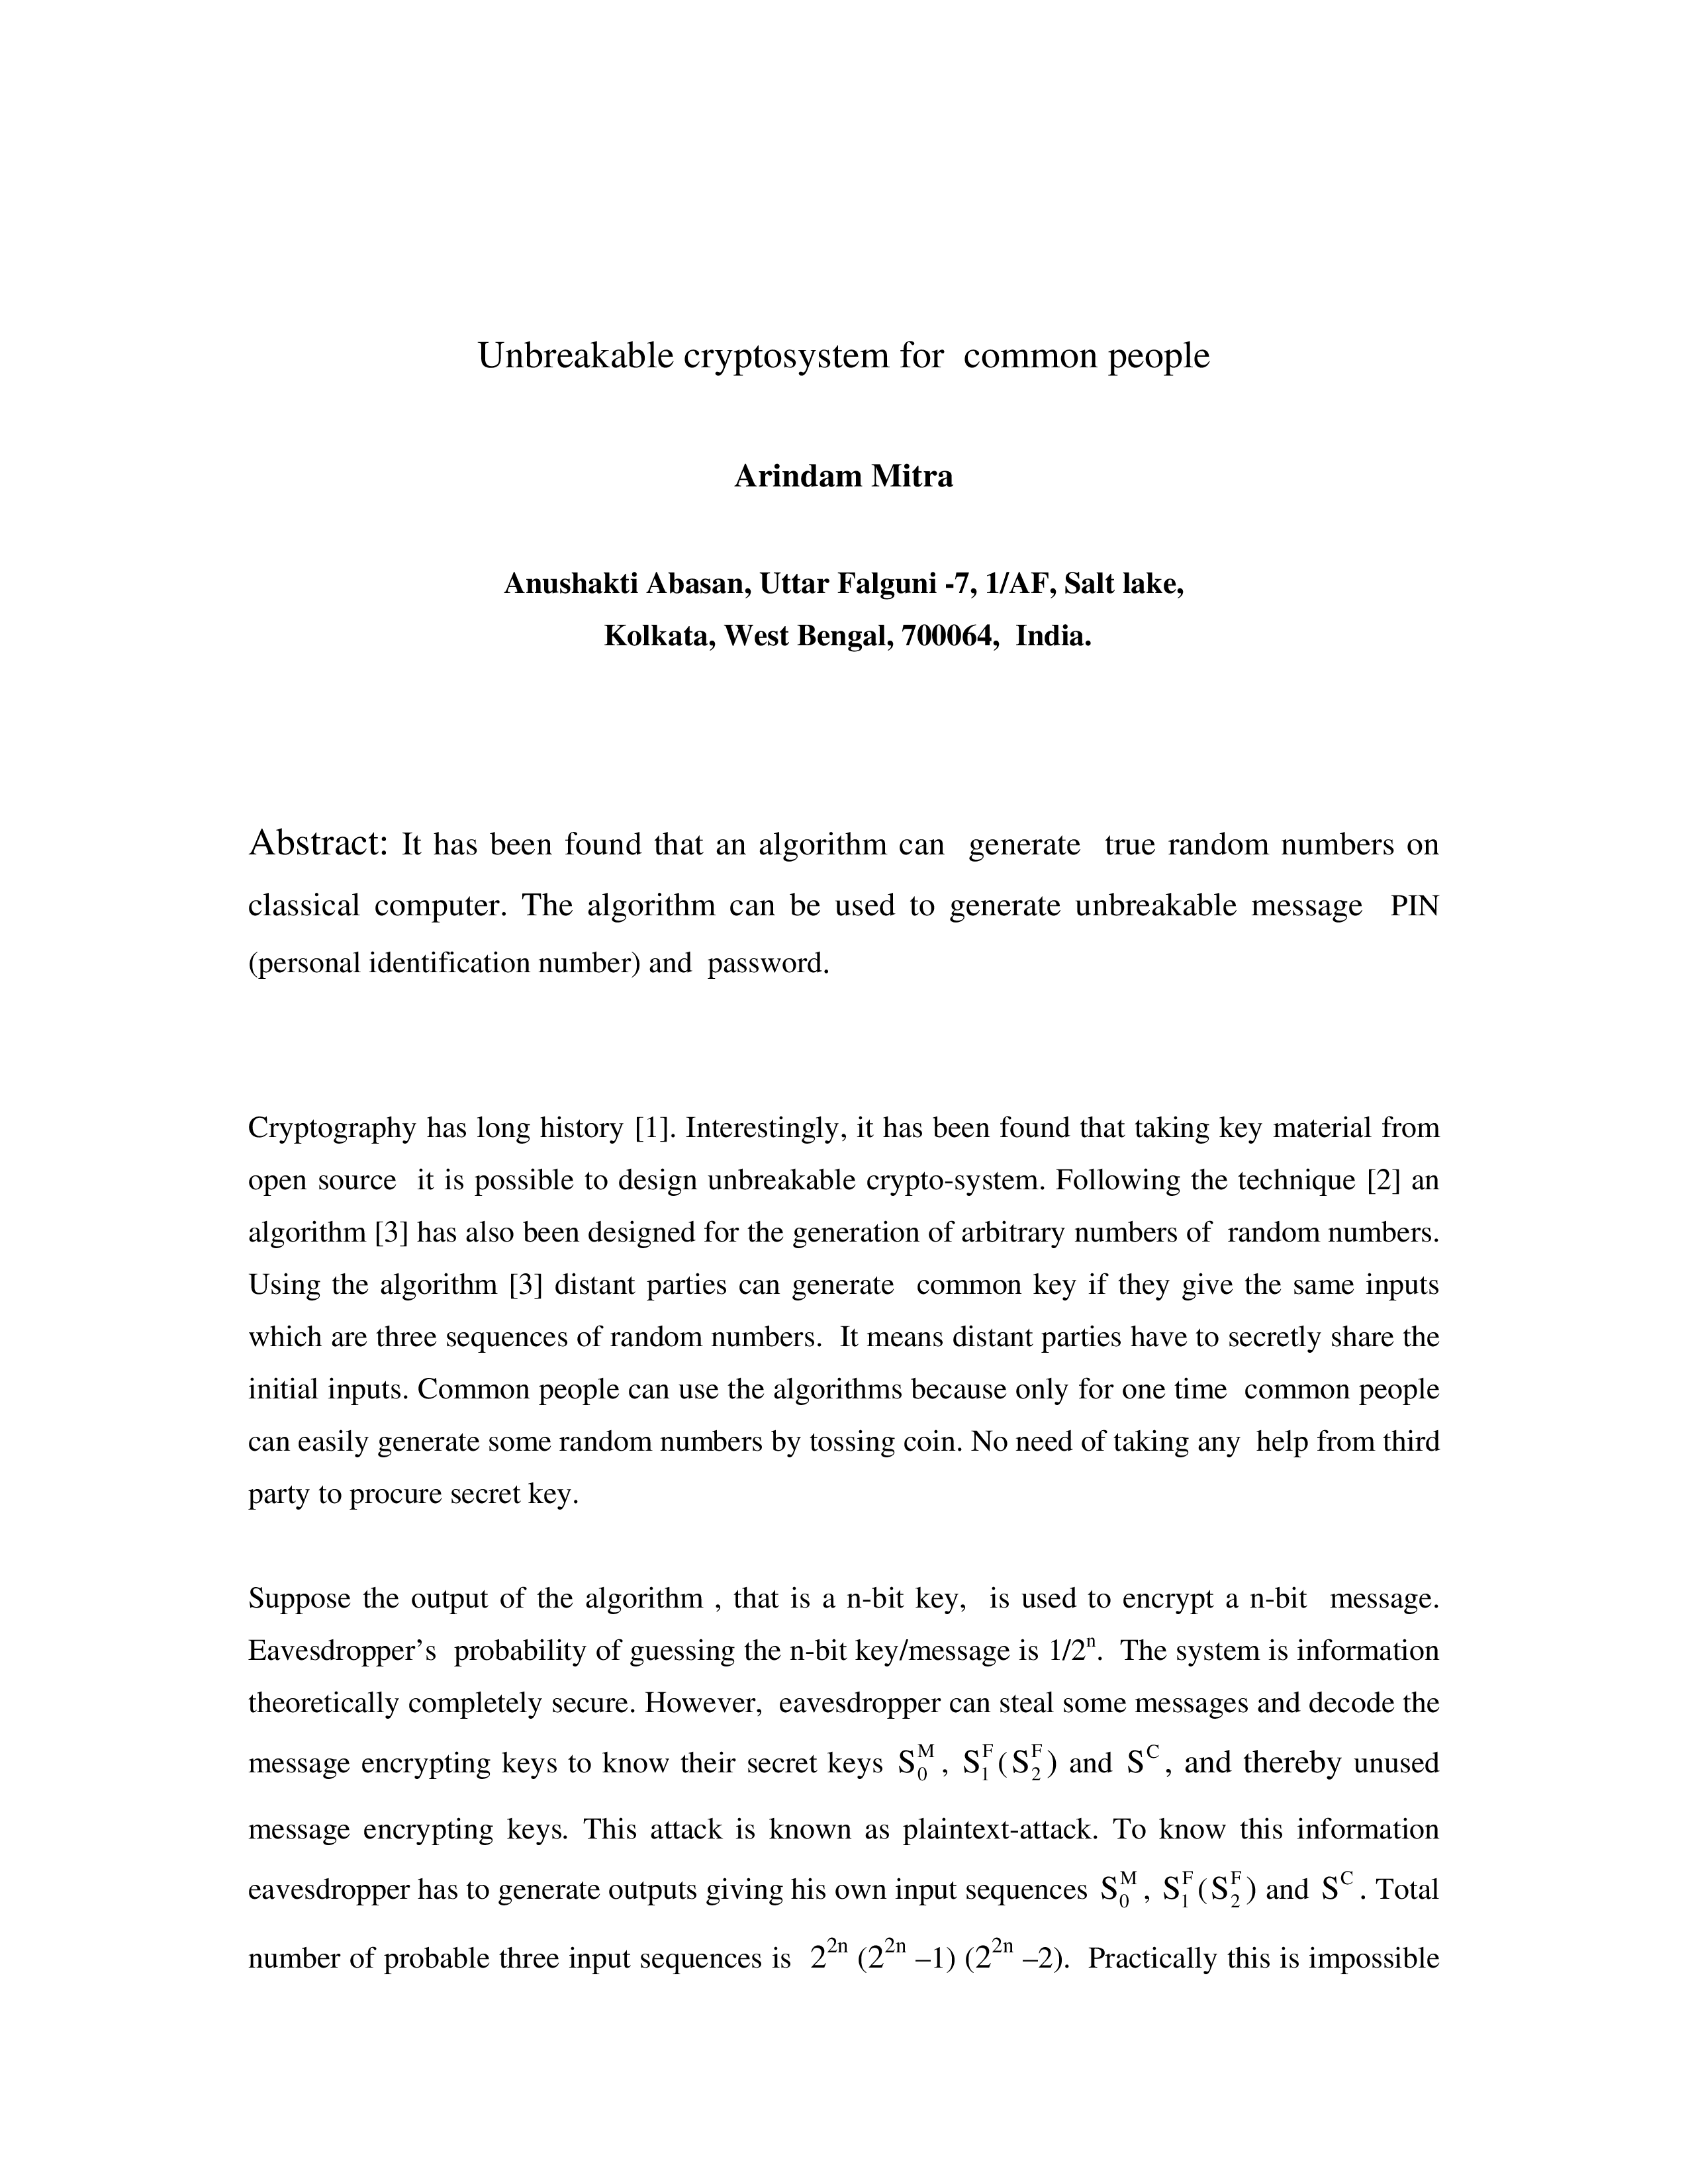 Unbreakable cryptosystem for common people
Arindam Mitra
Anushakti Abasan, Uttar Falguni -7, 1/AF, Salt lake,
Kolkata, West Bengal, 700064, India.
Abstract: It has been found that an algorithm can generate true random numbers on
classical computer. The algorithm can be used to generate unbreakable message PIN
(personal identification number) and password.
Cryptography has long history [1]. Interestingly, it has been found that taking key material from
open source it is possible to design unbreakable crypto-system. Following the technique [2] an
algorithm [3] has also been designed for the generation of arbitrary numbers of random numbers.
Using the algorithm [3] distant parties can generate common key if they give the same inputs
which are three sequences of random numbers. It means distant parties have to secretly share the
initial inputs. Common people can use the algorithms because only for one time common people
can easily generate some random numbers by tossing coin. No need of taking any help from third
party to procure secret key.
Suppose the output of the algorithm , that is a n-bit key, is used to encrypt a n-bit message.
Eavesdropper’s probability of guessing the n-bit key/message is 1/2^n. The system is information
theoretically completely secure. However, eavesdropper can steal some messages and decode the
message encrypting keys to know their secret keys S_0^M , S_1^F (S_2^F) and S^C, and thereby unused
message encrypting keys. This attack is known as plaintext-attack. To know this information
eavesdropper has to generate outputs giving his own input sequences S_0^M , S_1^F (S_2^F) and S^C. Total
number of probable three input sequences is 2^{2n} (2^{2n} –1) (2^{2n} –2). Practically this is impossible